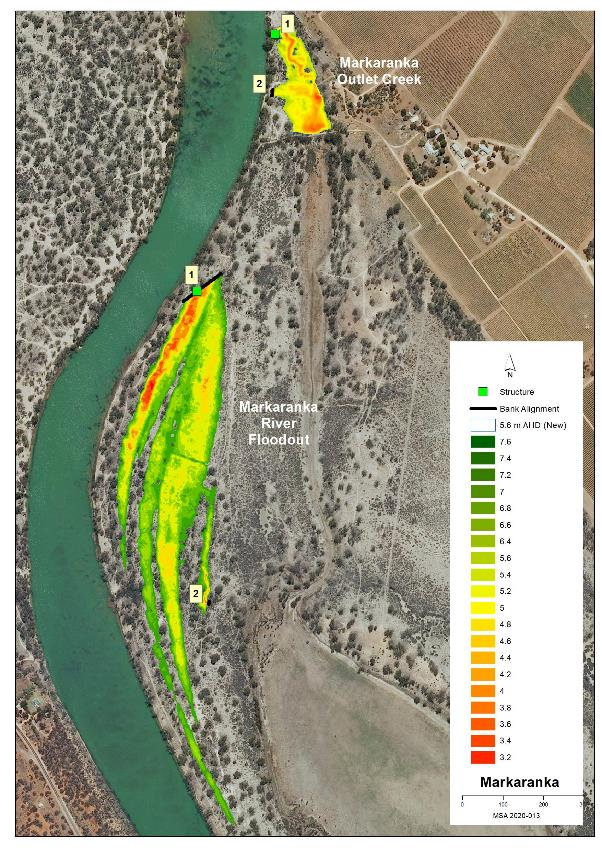 1
Markaranka
Outlet Creek
2
1
Markaranka
River
Floodout
2
N
Structure
Bank Alignment
5.6 m AHD (New)
7.6
7.4
7.2
7
6.8
6.6
6.4
5.6
5.4
5.2
5
4.8
4.6
4.4
4.2
4
3.8
3.6
3.4
3.2
Markaranka
0 100 200
MSA 2020-013